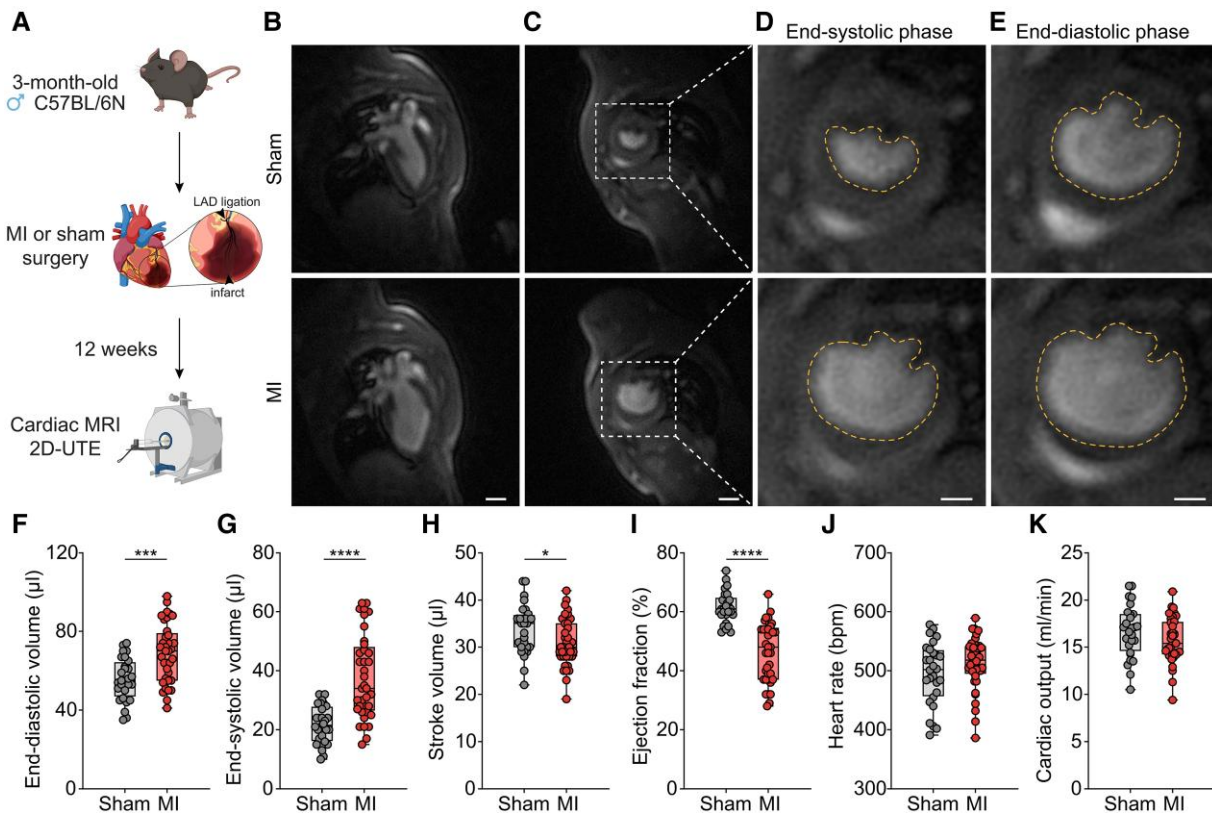 A
3-month-old
♂ C57BL/6N
MI or sham
surgery
LAD ligation
infarct
12 weeks
Cardiac MRI
2D-UTE
B
C
D
End-systolic phase
E
End-diastolic phase
Sham
MI
F
End-diastolic volume (µl)
120
80
40
0
***
Sham MI
G
End-systolic volume (µl)
80
60
40
20
0
****
Sham MI
H
Stroke volume (µl)
50
40
30
20
10
0
*
Sham MI
I
Ejection fraction (%)
80
60
40
20
0
****
Sham MI
J
Heart rate (bpm)
700
600
500
400
300
Sham MI
K
Cardiac output (ml/min)
25
20
15
10
5
0
Sham MI